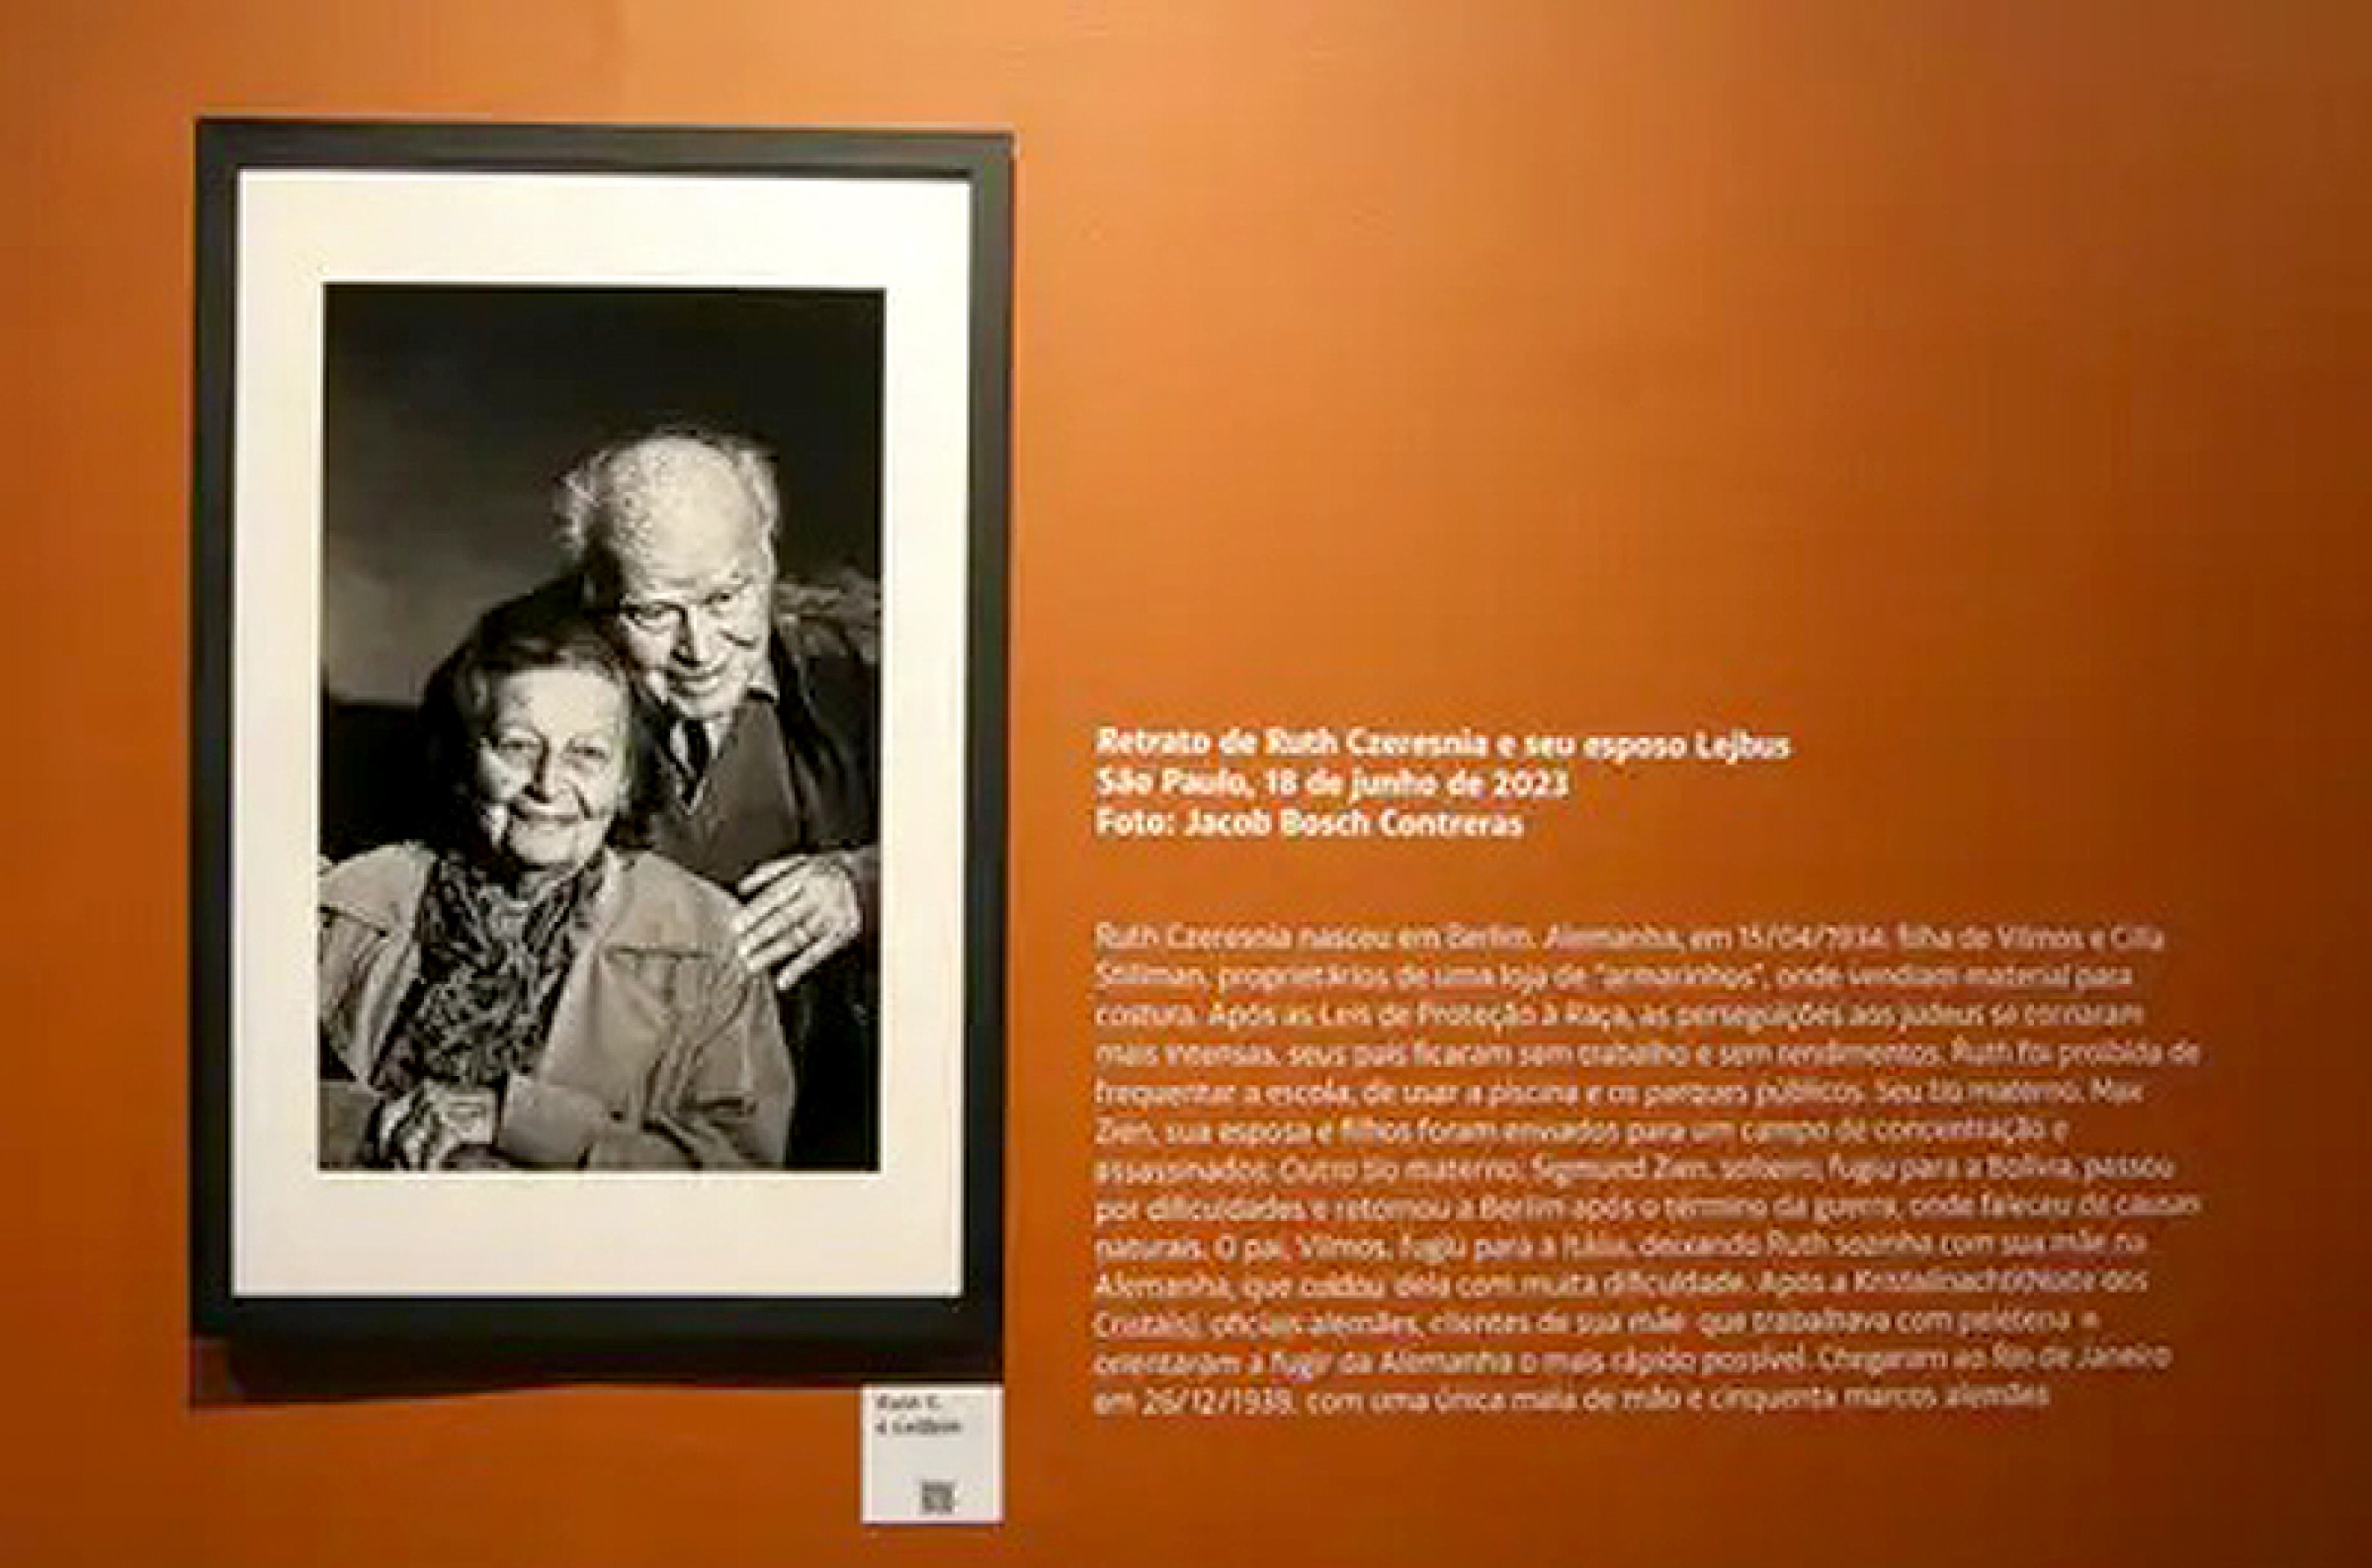 Retrato de Ruth Czeresnia e seu esposo Lejbus
São Paulo, 18 de junho de 2023
Foto: Jacob Bosch Contreras
Ruth Czeresnia nasceu em Berlim, Alemanha, em 15/04/1934, filha de Vilmos e Cilla
Stillman, proprietários de uma loja de "armarinhos", onde vendiam material para
costura. Após as Leis de Proteção à Raça, as perseguições aos judeus se tornaram
mais intensas, seus pais ficaram sem trabalho e sem rendimentos. Ruth foi proibida de
frequentar a escola, de usar a piscina e os parques públicos. Seu tio materno, Max
Zien, sua esposa e filhos foram enviados para um campo de concentração e
assassinados. Outro tio materno, Sigmund Zien, solteiro, fugiu para a Bolívia, passou
por dificuldades e retornou a Berlim após o término da guerra, onde faleceu de causas
naturais. O pai, Vilmos, fugiu para a Itália, deixando Ruth sozinha com sua mãe na
Alemanha, que cuidou dela com muita dificuldade. Após a Kristallnacht (Noite dos
Cristais), oficiais alemães, clientes de sua mãe que trabalhava com peleteria a
orientaram a fugir da Alemanha o mais rápido possível. Chegaram ao Rio de Janeiro
em 26/12/1938, com uma única mala de mão e cinquenta marcos alemães
Ruth C.
e Lejbus